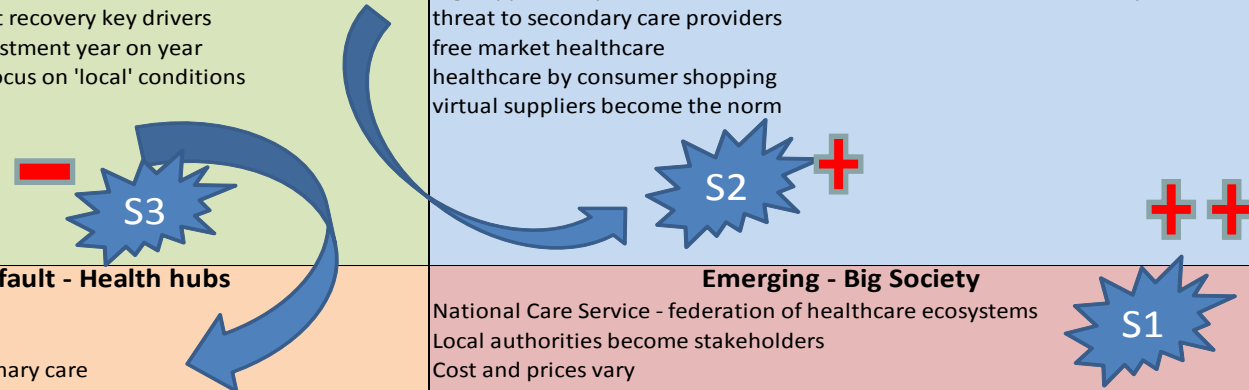 t recovery key drivers
stment year on year
ocus on 'local' conditions
S3
threat to secondary care providers
free market healthcare
healthcare by consumer shopping
virtual suppliers become the norm
S2
fault - Health hubs
nary care
Emerging - Big Society
National Care Service - federation of healthcare ecosystems
Local authorities become stakeholders
Cost and prices vary
S1